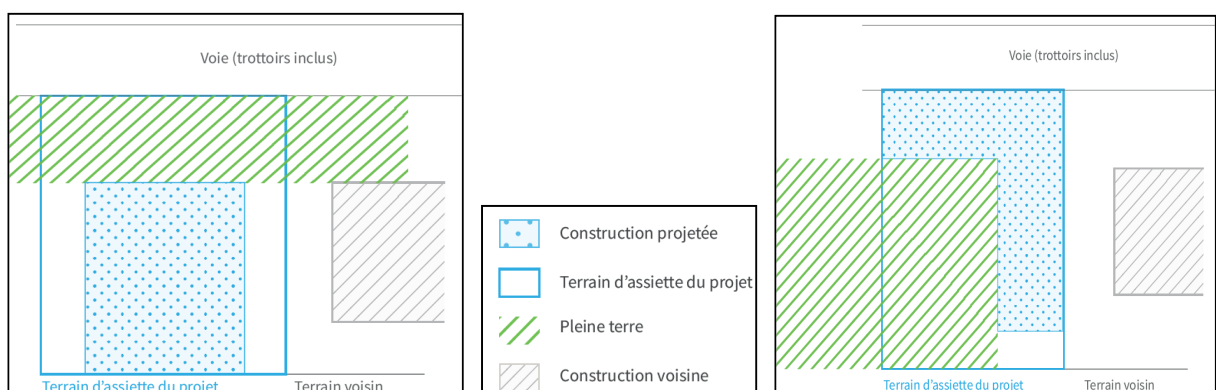 Voie (trottoirs inclus)
Terrain d'assiette du projet
Terrain voisin
Construction projetée
Terrain d'assiette du projet
Pleine terre
Construction voisine
Voie (trottoirs inclus)
Terrain d'assiette du projet
Terrain voisin